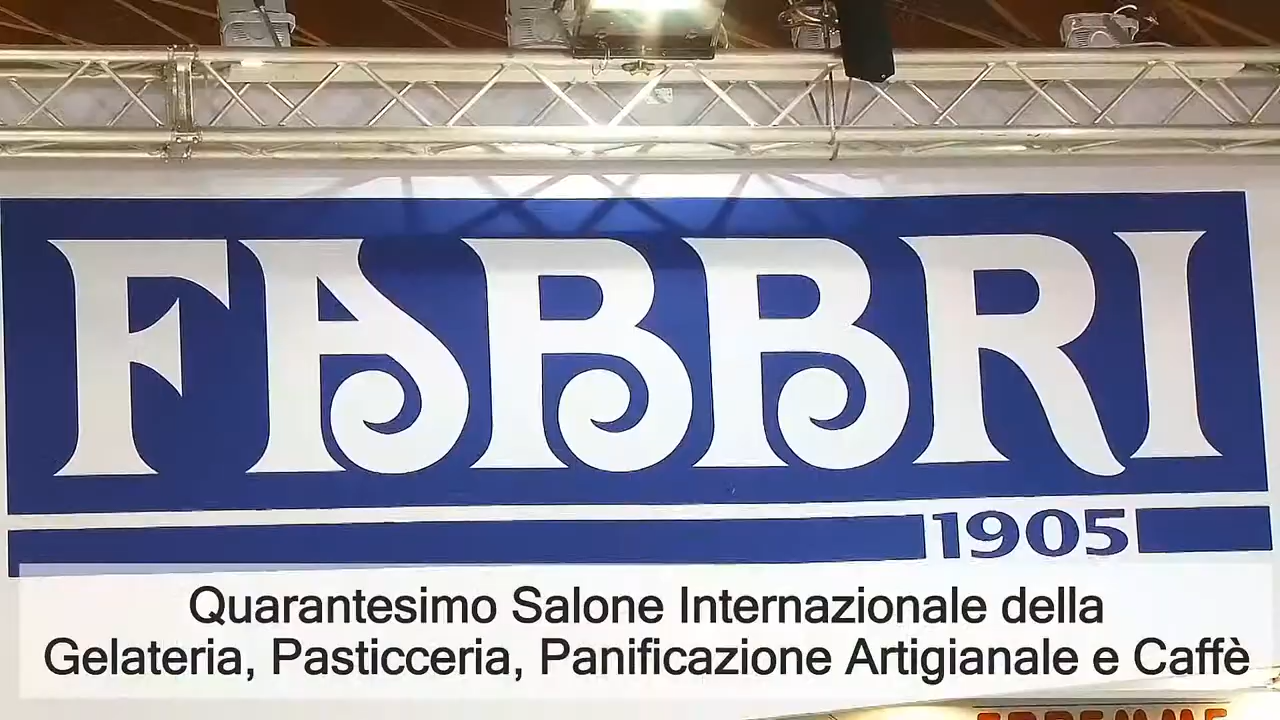 FABBRI
1905
Quarantesimo Salone Internazionale della
Gelateria, Pasticceria, Panificazione Artigianale e Caffè